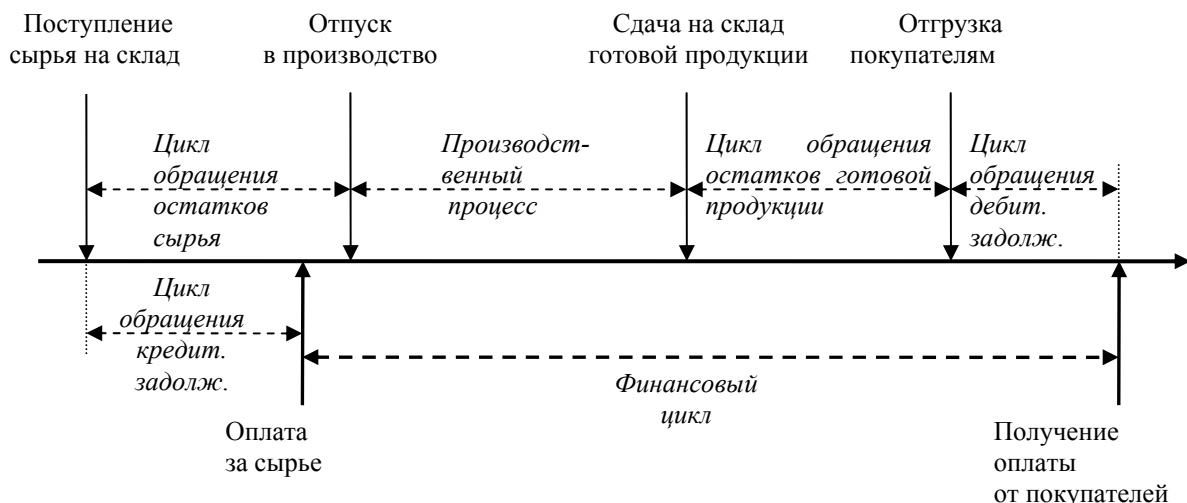 Поступление
сырья на склад
Отпуск
в производство
Сдача на склад
готовой продукции
Отгрузка
покупателям
Цикл
обращения
остатков
сырья
Производст-
венный
процесс
Цикл обращения
остатков готовой
продукции
Цикл
обращения
дебит.
задолж.
Цикл
обращения
кредит.
задолж.
Финансовый
цикл
Оплата
за сырье
Получение
оплаты
от покупателей